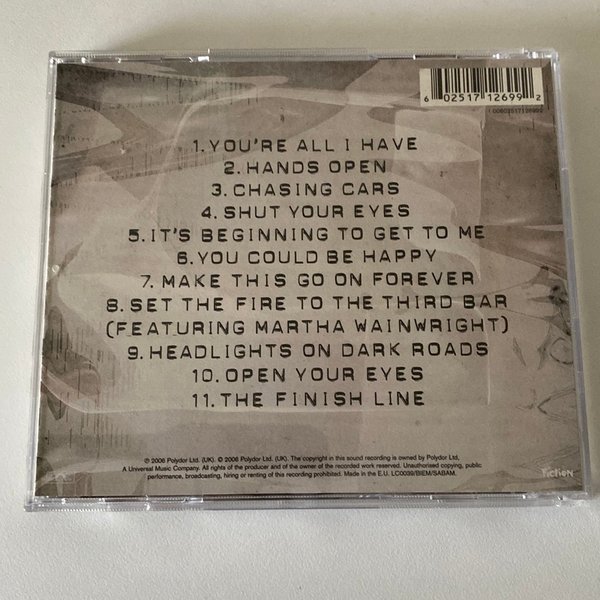 6 02517 12699 2
00602517126992
1. YOU'RE ALL I HAVE
2. HANDS OPEN
3. CHASING CARS
4. SHUT YOUR EYES
5. IT'S BEGINNING TO GET TO ME
6. YOU COULD BE HAPPY
7. MAKE THIS GO ON FOREVER
8. SET THE FIRE TO THE THIRD BAR
(FEATURING MARTHA WAINWRIGHT)
9. HEADLIGHTS ON DARK ROADS
10. OPEN YOUR EYES
11. THE FINISH LINE
℗ 2006 Polydor Ltd. (UK). © 2006 Polydor Ltd. (UK). The copyright in this sound recording is owned by Polydor Ltd,
A Universal Music Company. All rights of the producer and of the owner of the recorded work reserved. Unauthorised copying, public
performance, broadcasting, hiring or renting of this recording prohibited. Made in the E.U. LC0039/BIEM/SABAM.
Fiction